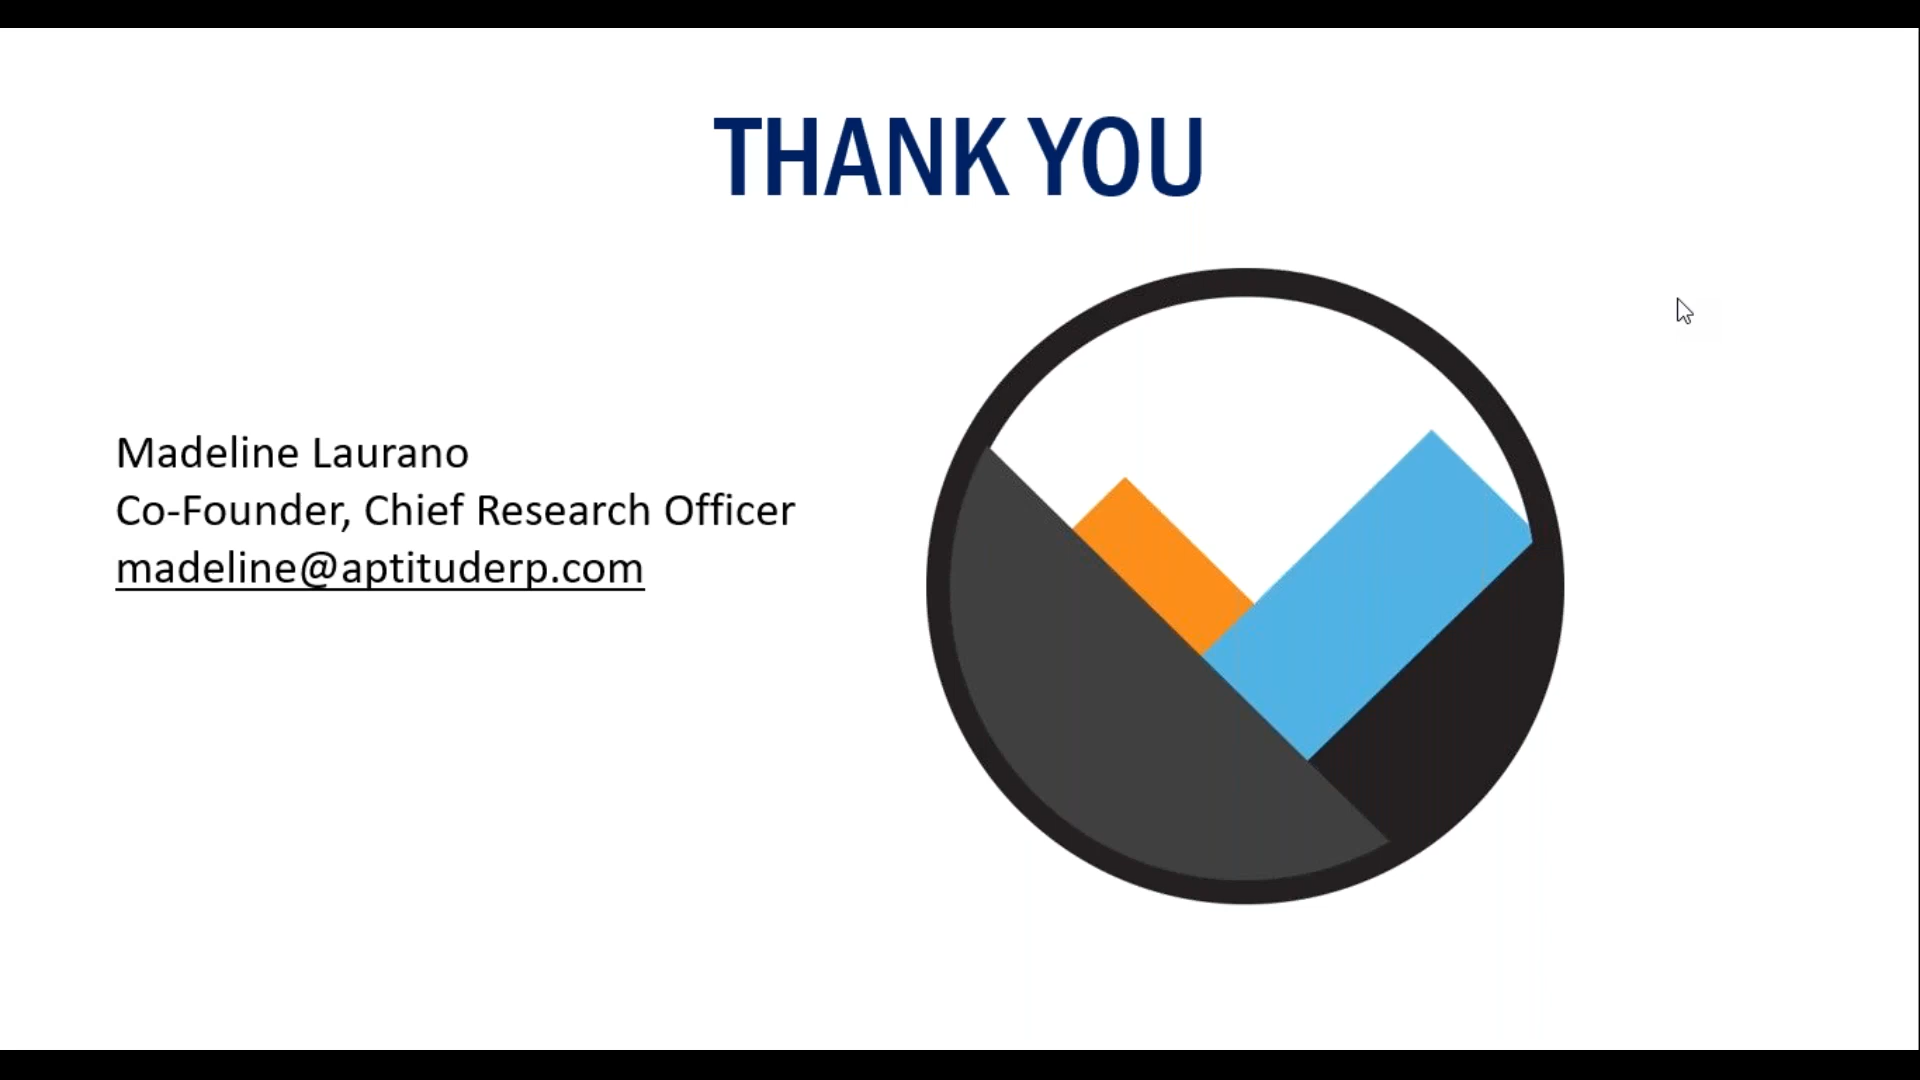 THANK YOU
Madeline Laurano
Co-Founder, Chief Research Officer
madeline@aptituderp.com